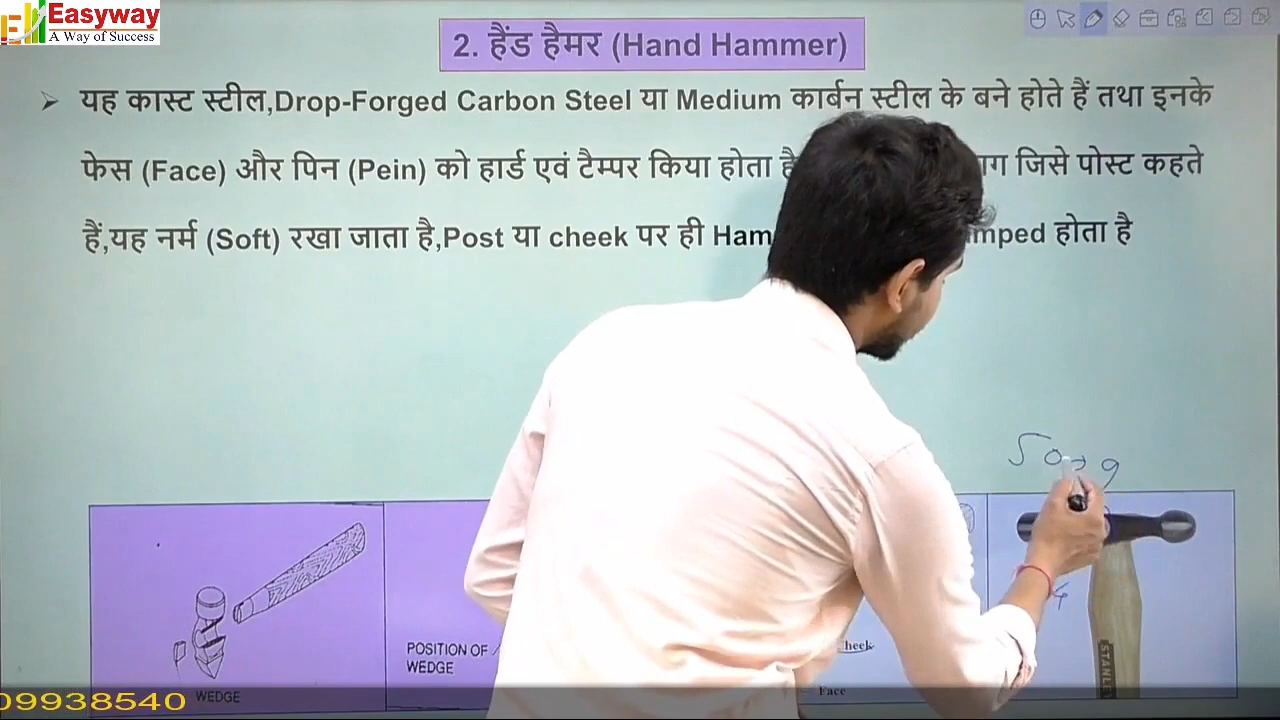 Easyway
A Way of Success
2. हैंड हैमर (Hand Hammer)
➤ यह कास्ट स्टील,Drop-Forged Carbon Steel या Medium कार्बन स्टील के बने होते हैं तथा इनके
फेस (Face) और पिन (Pein) को हार्ड एवं टैम्पर किया होता जिसे पोस्ट कहते
हैं,यह नर्म (Soft) रखा जाता है,Post या cheek पर ही होता है
POSITION OF
WEDGE
WEDGE
Face
STANLEY
09938540